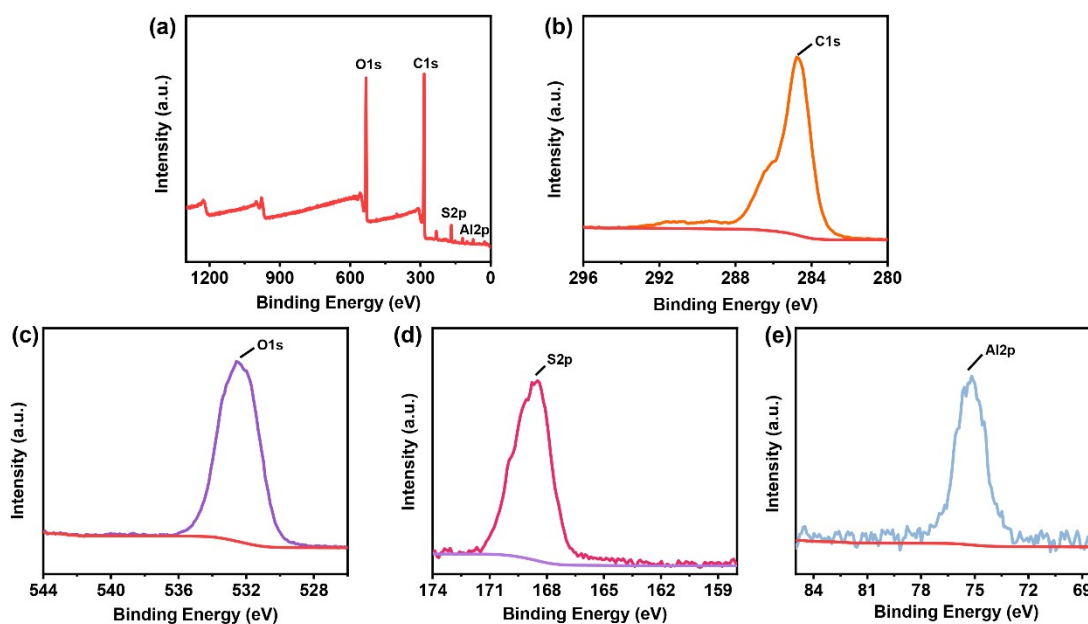 (a)
O1s
C1s
S2p
Al2p
Intensity (a.u.)
1200 900 600 300 0
Binding Energy (eV)
(b)
C1s
Intensity (a.u.)
296 292 288 284 280
Binding Energy (eV)
(c)
O1s
Intensity (a.u.)
544 540 536 532 528
Binding Energy (eV)
(d)
S2p
Intensity (a.u.)
174 171 168 165 162 159
Binding Energy (eV)
(e)
Al2p
Intensity (a.u.)
84 81 78 75 72 69
Binding Energy (eV)